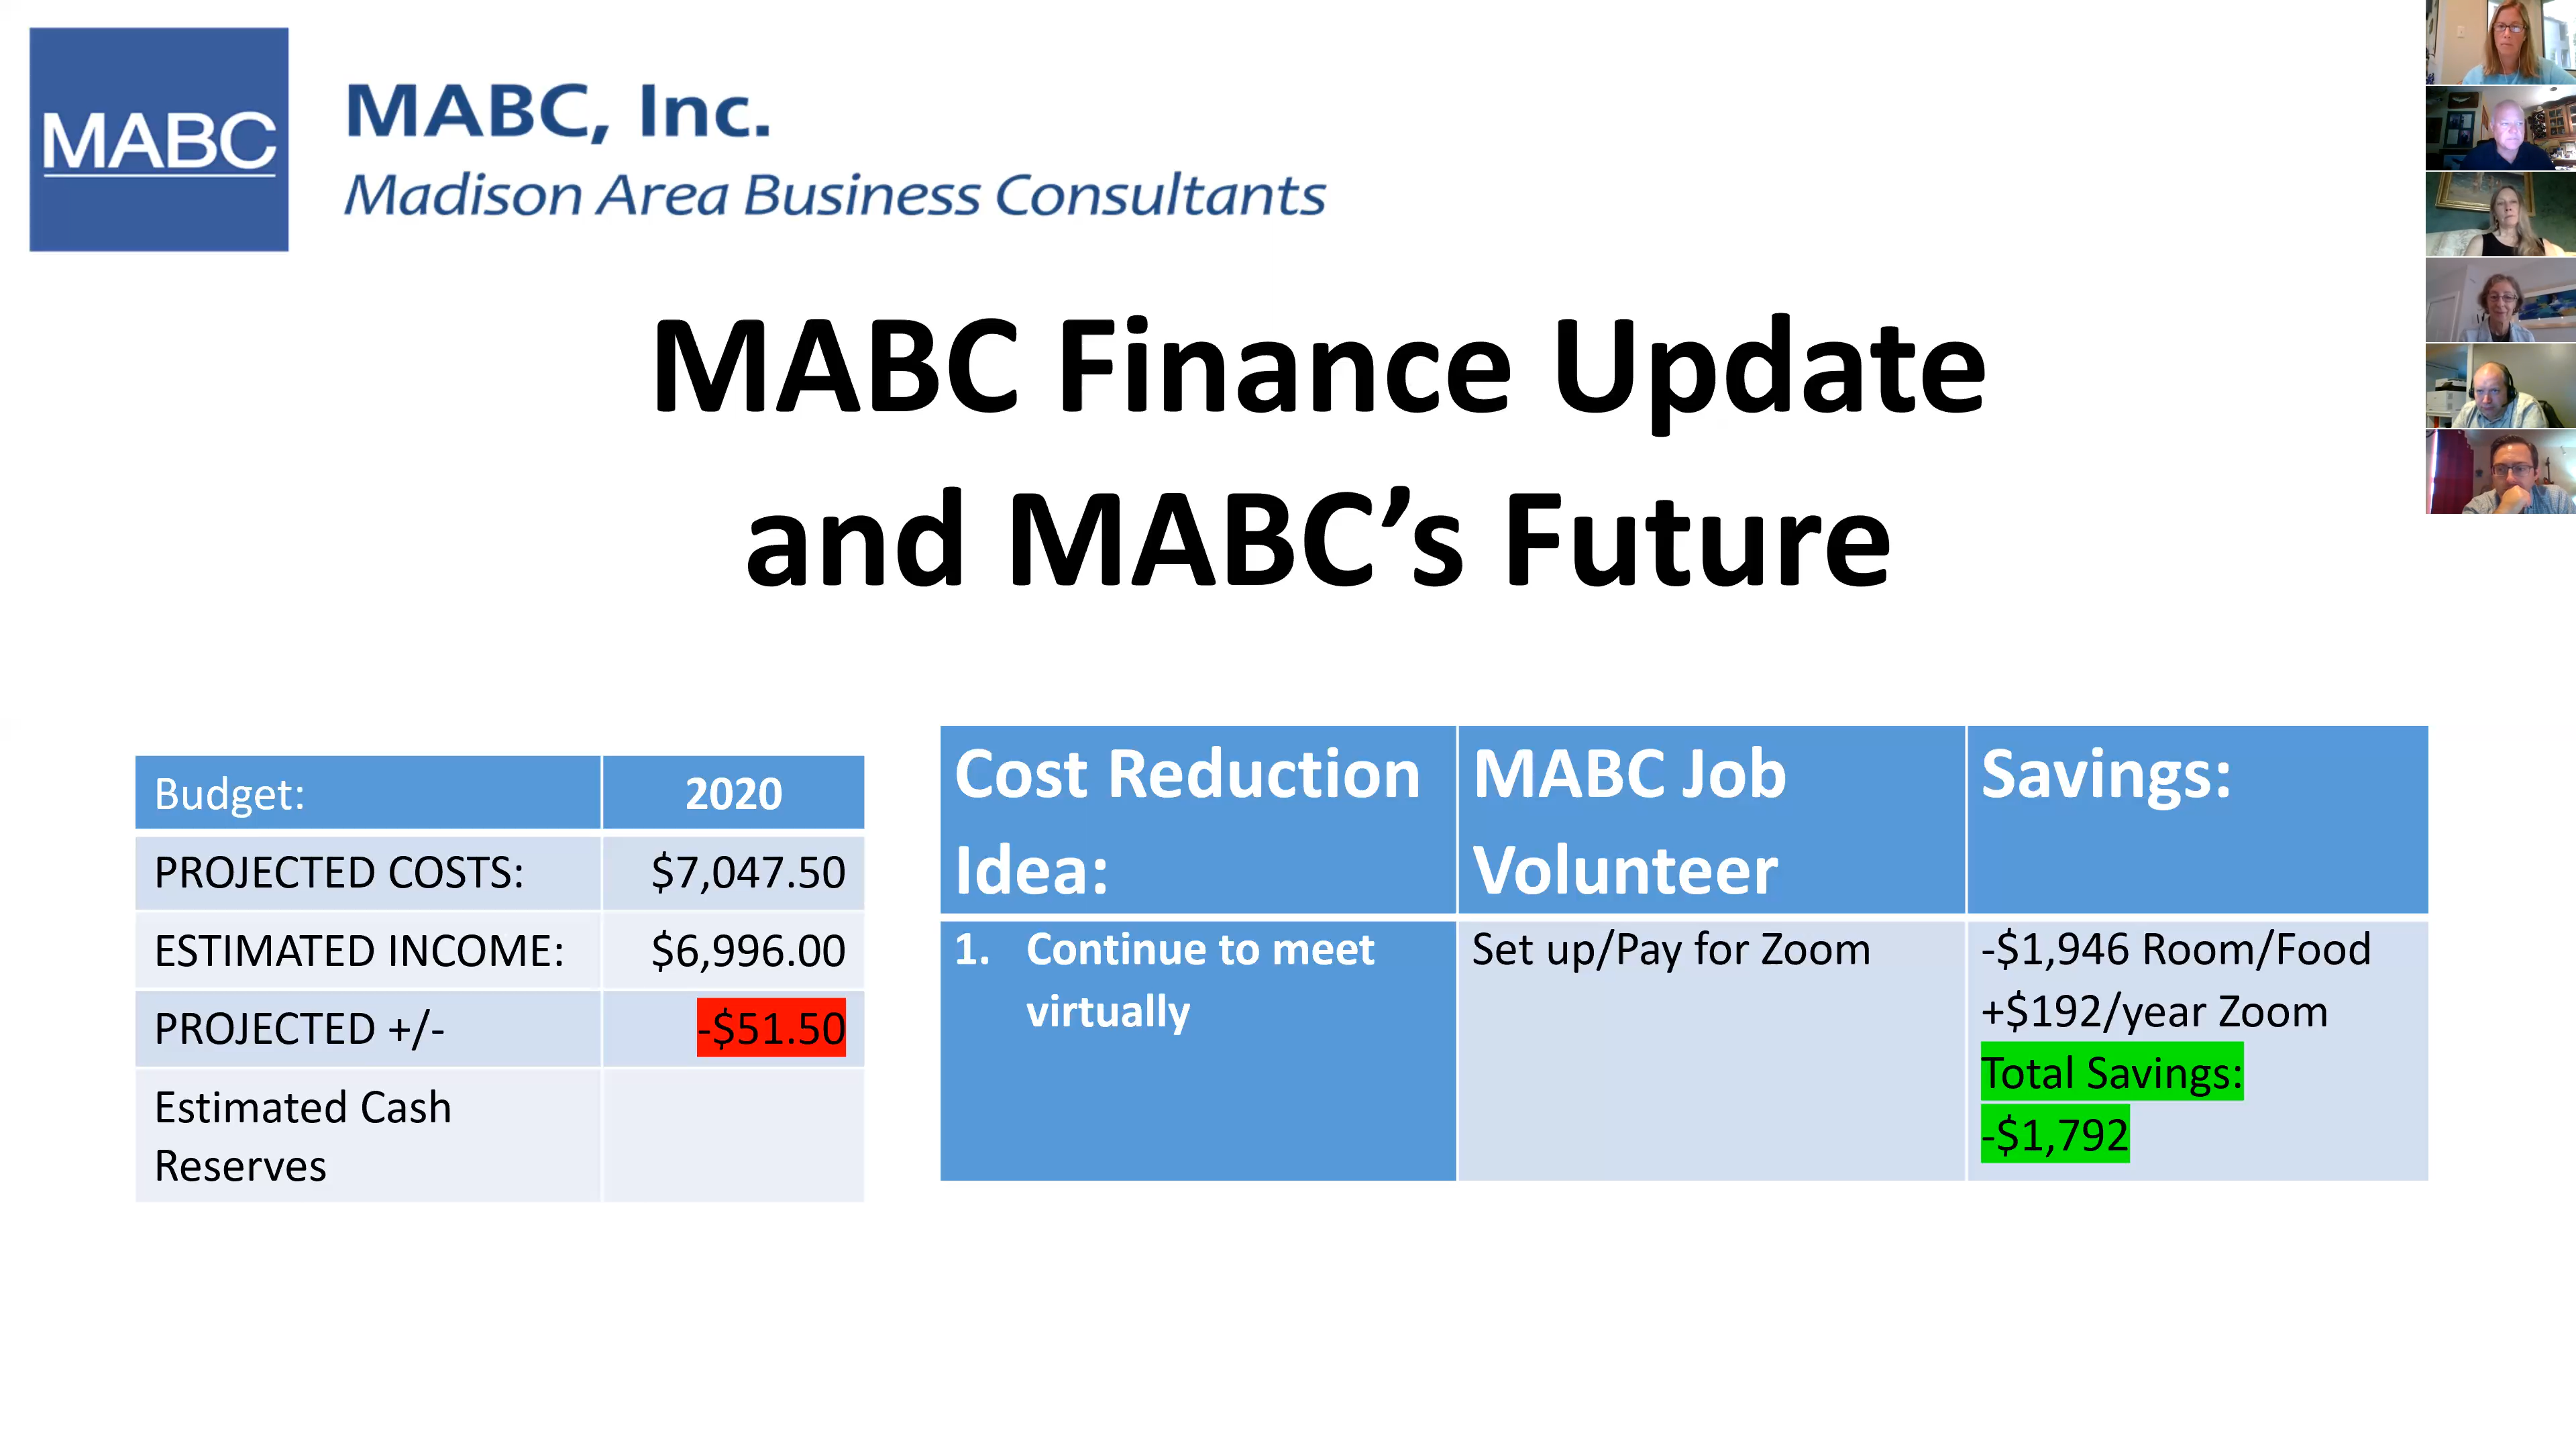 MABC
MABC, Inc.
Madison Area Business Consultants
MABC Finance Update
and MABC’s Future
Budget: 2020
PROJECTED COSTS: $7,047.50
ESTIMATED INCOME: $6,996.00
PROJECTED +/- -$51.50
Estimated Cash
Reserves
Cost Reduction
Idea:
MABC Job
Volunteer
Savings:
1. Continue to meet
virtually
Set up/Pay for Zoom
-$1,946 Room/Food
+$192/year Zoom
Total Savings:
-$1,792